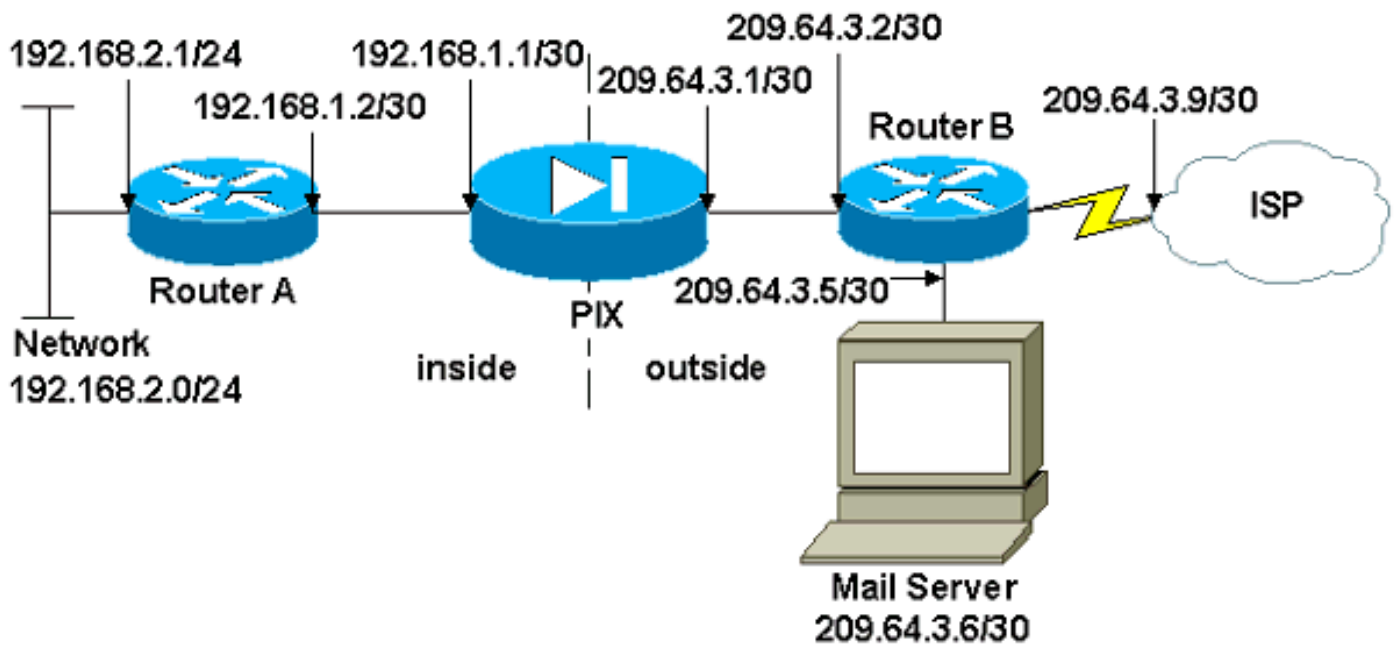 209.64.3.2/30
192.168.2.1/24
192.168.1.1/30
209.64.3.1/30
192.168.1.2/30
209.64.3.9/30
Router B
ISP
Router A
209.64.3.5/30
PIX
Network
192.168.2.0/24
inside
outside
Mail Server
209.64.3.6/30